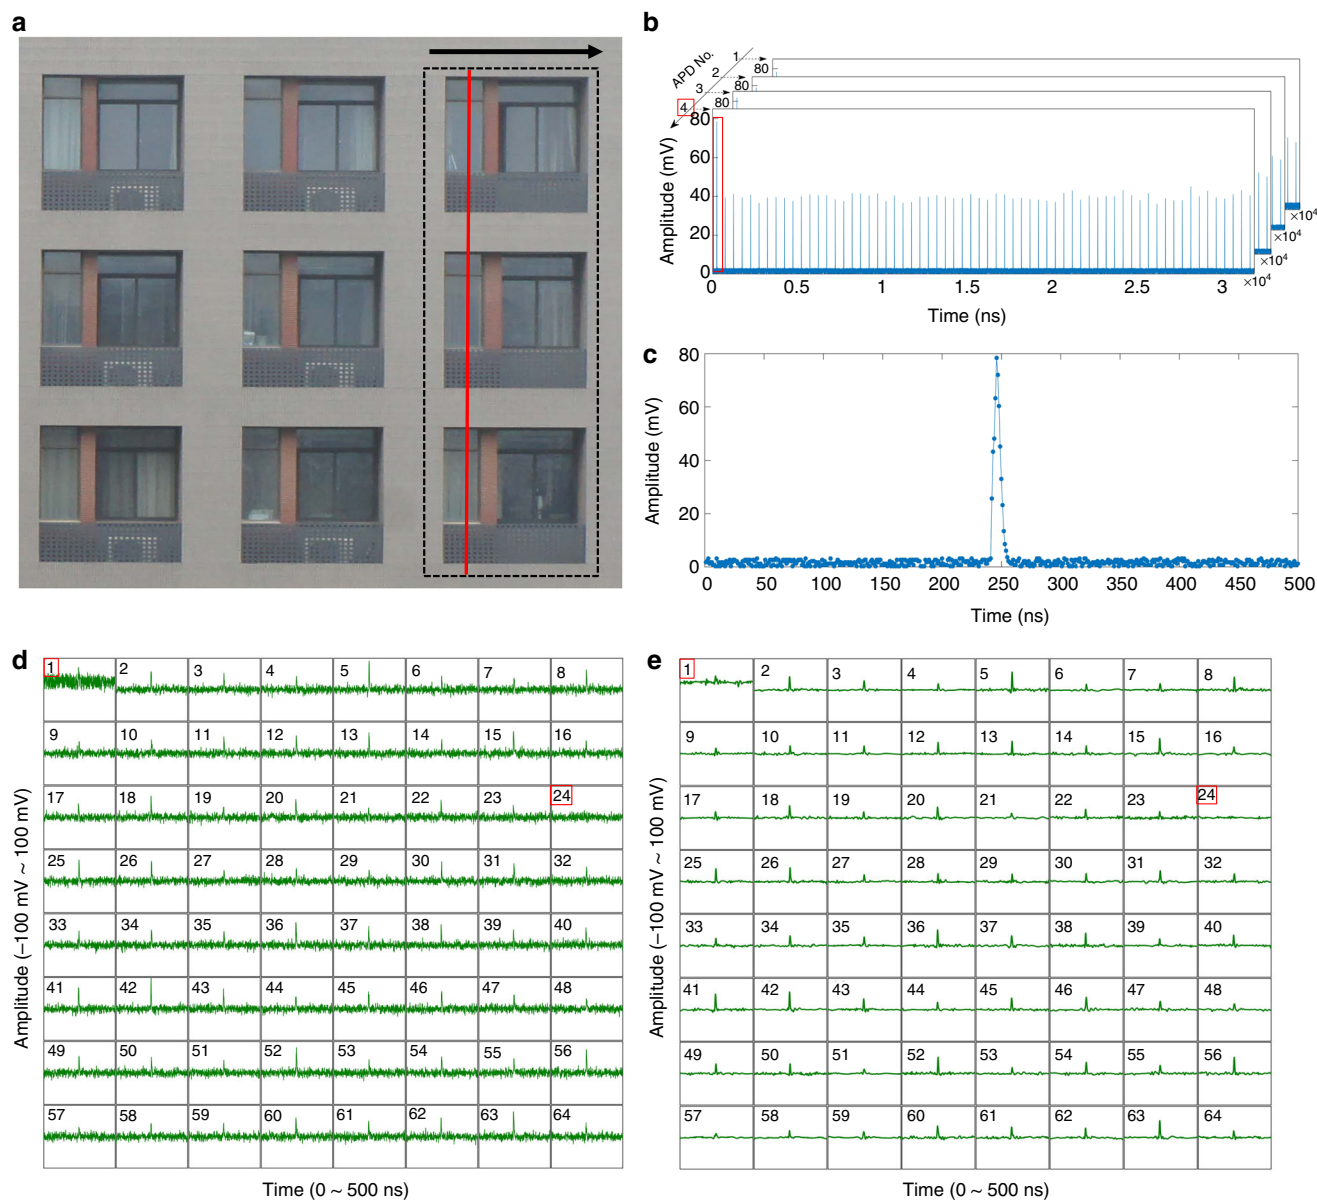 a
b
APD No.
1
2
3
4
80
80
80
80
60
40
20
0
Amplitude (mV)
0 0.5 1 1.5 2 2.5 3
×10⁴
×10⁴
×10⁴
×10⁴
Time (ns)
c
80
60
40
20
0
Amplitude (mV)
0 50 100 150 200 250 300 350 400 450 500
Time (ns)
d
1 2 3 4 5 6 7 8
9 10 11 12 13 14 15 16
17 18 19 20 21 22 23 24
25 26 27 28 29 30 31 32
33 34 35 36 37 38 39 40
41 42 43 44 45 46 47 48
49 50 51 52 53 54 55 56
57 58 59 60 61 62 63 64
Amplitude (−100 mV ~ 100 mV)
Time (0 ~ 500 ns)
e
1 2 3 4 5 6 7 8
9 10 11 12 13 14 15 16
17 18 19 20 21 22 23 24
25 26 27 28 29 30 31 32
33 34 35 36 37 38 39 40
41 42 43 44 45 46 47 48
49 50 51 52 53 54 55 56
57 58 59 60 61 62 63 64
Amplitude (−100 mV ~ 100 mV)
Time (0 ~ 500 ns)